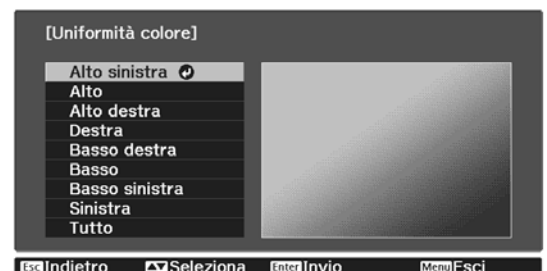 [Uniformità colore]
Alto sinistra
Alto
Alto destra
Destra
Basso destra
Basso
Basso sinistra
Sinistra
Tutto
Esc Indietro Seleziona Enter Invio Menu Esci